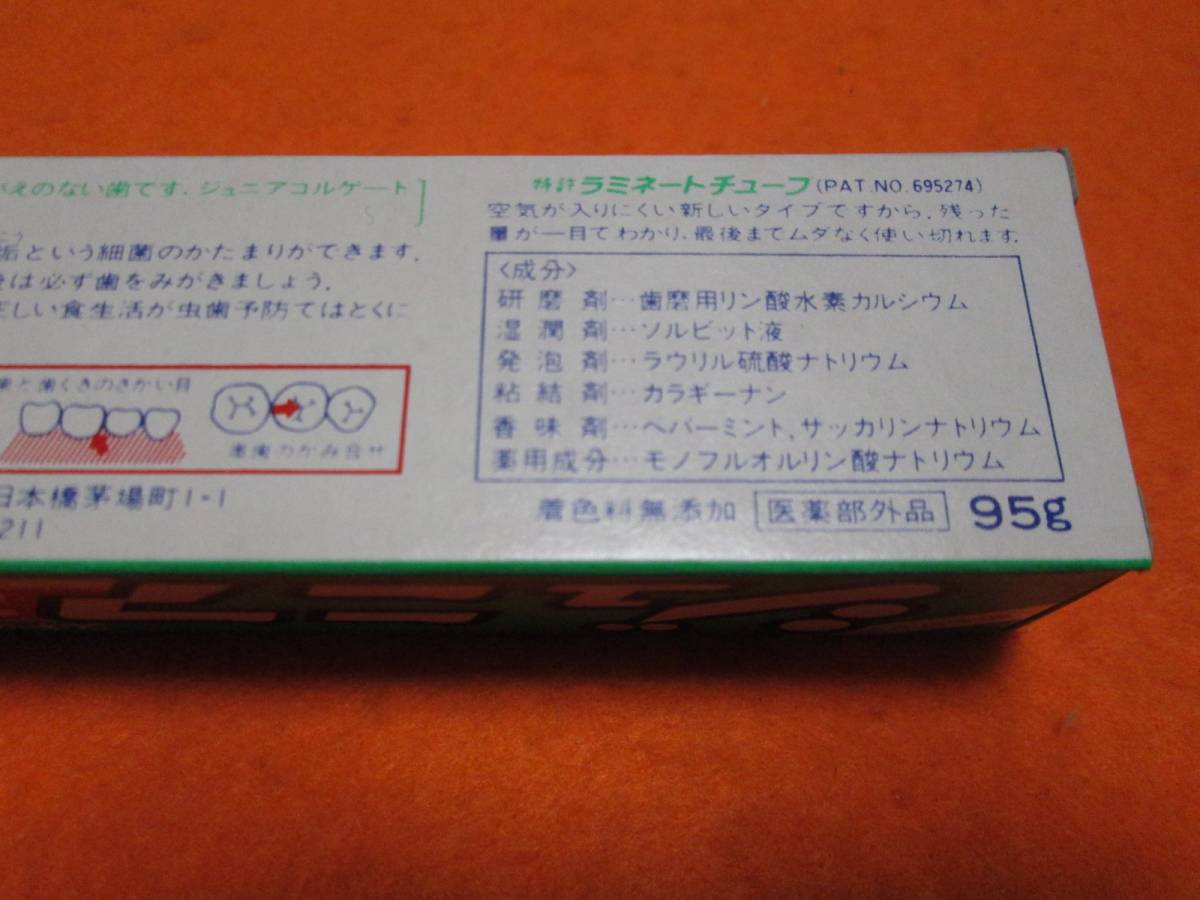 えのない歯です.ジュニアコルゲート
垢という細菌のかたまりができます.
は必ず歯をみがきましょう.
正しい食生活が虫歯予防ではとくに
歯と歯くきのさかい目
奥歯のかみ合せ
日本橋茅場町1-1
211
特許 ラミネートチューブ(PAT.NO.695274)
空気が入りにくい新しいタイプですから,残った
量が一目でわかり,最後までムダなく使い切れます.
〈成分〉
研磨剤…歯磨用リン酸水素カルシウム
湿潤剤…ソルビット液
発泡剤…ラウリル硫酸ナトリウム
粘結剤…カラギーナン
香味剤…ペパーミント,サッカリンナトリウム
薬用成分…モノフルオルリン酸ナトリウム
着色料無添加 医薬部外品 95g